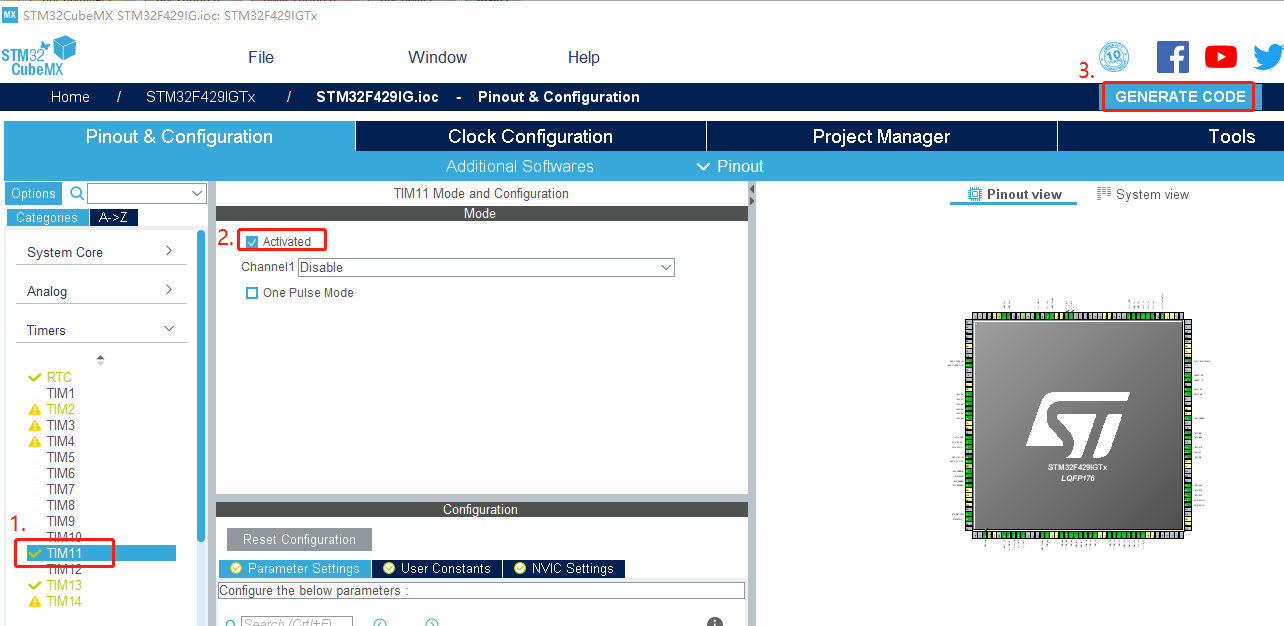 MX STM32CubeMX STM32F429IG.ioc: STM32F429IGTx
STM32
CubeMX
File Window Help
10
3.
Home / STM32F429IGTx / STM32F429IG.ioc - Pinout & Configuration GENERATE CODE
Pinout & Configuration Clock Configuration Project Manager Tools
Additional Softwares Pinout
Options
Categories A->Z
System Core
Analog
Timers
RTC
TIM1
TIM2
TIM3
TIM4
TIM5
TIM6
TIM7
TIM8
TIM9
1.
TIM10
TIM11
TIM12
TIM13
TIM14
TIM11 Mode and Configuration
Mode
2. Activated
Channel1 Disable
One Pulse Mode
Configuration
Reset Configuration
Parameter Settings User Constants NVIC Settings
Configure the below parameters :
Search (Crtl+F)
Pinout view System view
ST
STM32F429IGTx
LQFP176